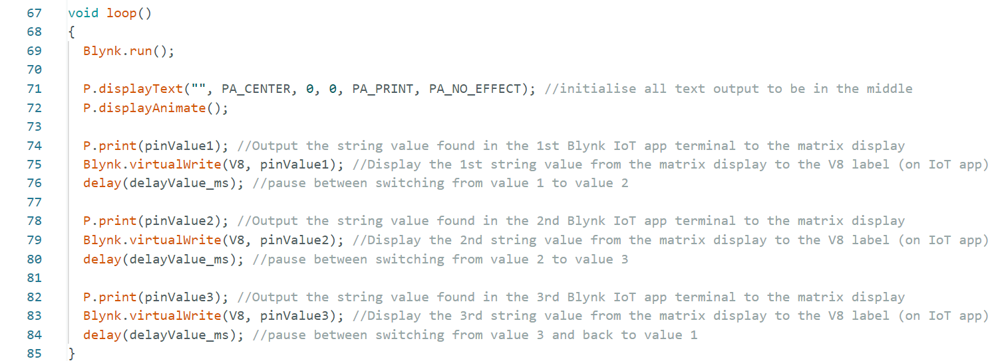 67 void loop()
68 {
69 Blynk.run();
70
71 P.displayText("", PA_CENTER, 0, 0, PA_PRINT, PA_NO_EFFECT); //initialise all text output to be in the middle
72 P.displayAnimate();
73
74 P.print(pinValue1); //Output the string value found in the 1st Blynk IoT app terminal to the matrix display
75 Blynk.virtualWrite(V8, pinValue1); //Display the 1st string value from the matrix display to the V8 label (on IoT app)
76 delay(delayValue_ms); //pause between switching from value 1 to value 2
77
78 P.print(pinValue2); //Output the string value found in the 2nd Blynk IoT app terminal to the matrix display
79 Blynk.virtualWrite(V8, pinValue2); //Display the 2nd string value from the matrix display to the V8 label (on IoT app)
80 delay(delayValue_ms); //pause between switching from value 2 to value 3
81
82 P.print(pinValue3); //Output the string value found in the 3rd Blynk IoT app terminal to the matrix display
83 Blynk.virtualWrite(V8, pinValue3); //Display the 3rd string value from the matrix display to the V8 label (on IoT app)
84 delay(delayValue_ms); //pause between switching from value 3 and back to value 1
85 }